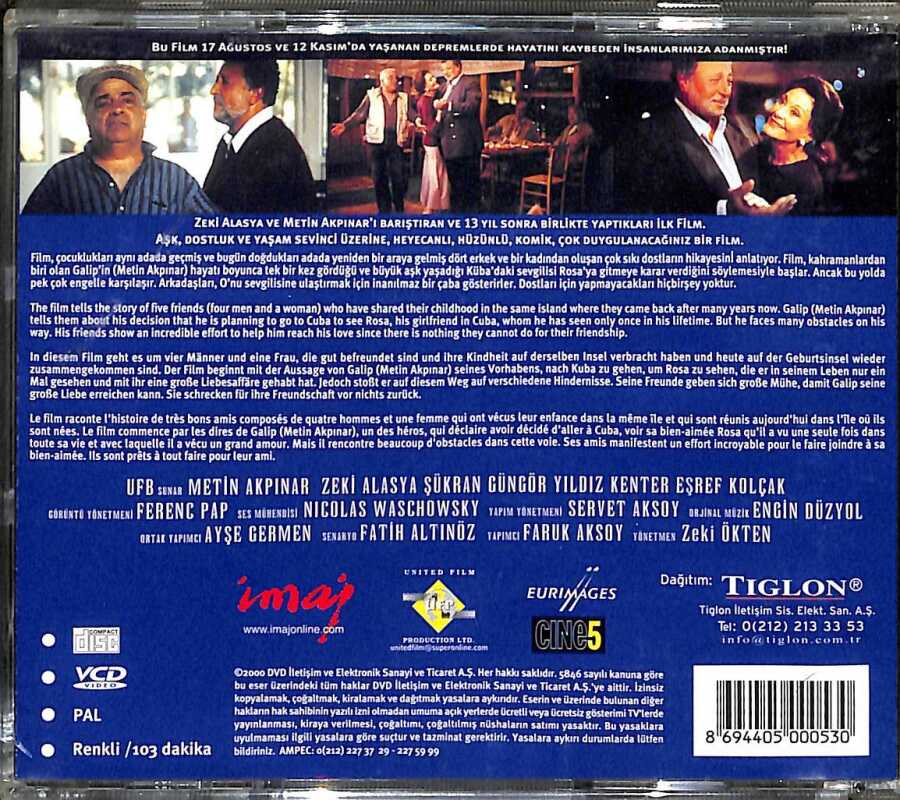 Bu Film 17 Ağustos ve 12 Kasım'da yaşanan depremlerde hayatını kaybeden insanlarımıza adanmıştır!
Zeki Alasya ve Metin Akpınar'ı barıştıran ve 13 yıl sonra birlikte yaptıkları ilk Film.
Aşk, dostluk ve yaşam sevinci üzerine, heyecanlı, hüzünlü, komik, çok duygulanacağınız bir film.
Film, çocuklukları aynı adada geçmiş ve bugün doğdukları adada yeniden bir araya gelmiş dört erkek ve bir kadından oluşan çok sıkı dostların hikayesini anlatıyor. Film, kahramanlardan
biri olan Galip'in (Metin Akpınar) hayatı boyunca tek bir kez gördüğü ve büyük aşk yaşadığı Küba'daki sevgilisi Rosa'ya gitmeye karar verdiğini söylemesiyle başlar. Ancak bu yolda
pek çok engelle karşılaşır. Arkadaşları, O'nu sevgilisine ulaştırmak için inanılmaz bir çaba gösterirler. Dostları için yapmayacakları hiçbirşey yoktur.
The film tells the story of five friends (four men and a woman) who have shared their childhood in the same island where they came back after many years now. Galip (Metin Akpınar)
tells them about his decision that he is planning to go to Cuba to see Rosa, his girlfriend in Cuba, whom he has seen only once in his lifetime. But he faces many obstacles on his
way. His friends show an incredible effort to help him reach his love since there is nothing they cannot do for their friendship.
In diesem Film geht es um vier Männer und eine Frau, die gut befreundet sind und ihre Kindheit auf derselben Insel verbracht haben und heute auf der Geburtsinsel wieder
zusammengekommen sind. Der Film beginnt mit der Aussage von Galip (Metin Akpınar) seines Vorhabens, nach Kuba zu gehen, um Rosa zu sehen, die er in seinem Leben nur ein
Mal gesehen und mit ihr eine große Liebesaffäre gehabt hat. Jedoch stoßt er auf diesem Weg auf verschiedene Hindernisse. Seine Freunde geben sich große Mühe, damit Galip seine
große Liebe erreichen kann. Sie schrecken für ihre Freundschaft vor nichts zurück.
Le film raconte l'histoire de très bons amis composés de quatre hommes et une femme qui ont vécus leur enfance dans la même île et qui sont réunis aujourd'hui dans l'île où ils
sont nées. Le film commence par les dires de Galip (Metin Akpınar), un des héros, qui déclaire avoir décidé d'aller à Cuba, voir sa bien-aimée Rosa qu'il a vu une seule fois dans
toute sa vie et avec laquelle il a vécu un grand amour. Mais il rencontre beaucoup d'obstacles dans cette voie. Ses amis manifestent un effort incroyable pour le faire joindre à sa
bien-aimée. Ils sont prêts à tout faire pour leur ami.
UFB SUNAR METİN AKPINAR ZEKİ ALASYA ŞÜKRAN GÜNGÖR YILDIZ KENTER EŞREF KOLÇAK
GÖRÜNTÜ YÖNETMENİ FERENC PAP SES MÜHENDİSİ NICOLAS WASCHOWSKY YAPIM YÖNETMENİ SERVET AKSOY ORJİNAL MÜZİK ENGİN DÜZYOL
ORTAK YAPIMCI AYŞE GERMEN SENARYO FATİH ALTINÖZ YAPIMCI FARUK AKSOY YÖNETMEN Zeki ÖKTEN
imaj
www.imajonline.com
UNITED FILM
PRODUCTION LTD.
unitedfilm@superonline.com
EURIMAGES
CINE5
Dağıtım: TIGLON®
Tiglon İletişim Sis. Elekt. San. A.Ş.
Tel: 0(212) 213 33 53
info@tiglon.com.tr
COMPACT
disc
VCD
VIDEO
PAL
Renkli /103 dakika
©2000 DVD İletişim ve Elektronik Sanayi ve Ticaret A.Ş. Her hakkı saklıdır. 5846 sayılı kanuna göre
bu eser üzerindeki tüm haklar DVD İletişim ve Elektronik Sanayi ve Ticaret A.Ş.'ye aittir. İzinsiz
kopyalamak, çoğaltmak, kiralamak ve dağıtmak yasalara aykırıdır. Eserin ve üzerinde bulunan diğer
hakların hak sahibinin yazılı izni olmadan umuma açık yerlerde ücretli veya ücretsiz gösterimi TV'lerde
yayınlanması, kiraya verilmesi, çoğaltımı, çoğaltılmış nüshaların satımı yasaktır. Bu yasaklara
uyulmaması ilgili yasalara göre suçtur ve tazminat gerektirir. Yasalara aykırı durumlarda lütfen
bildiriniz. AMPEC: 0(212) 227 37 29 - 227 59 99
8 694405 000530